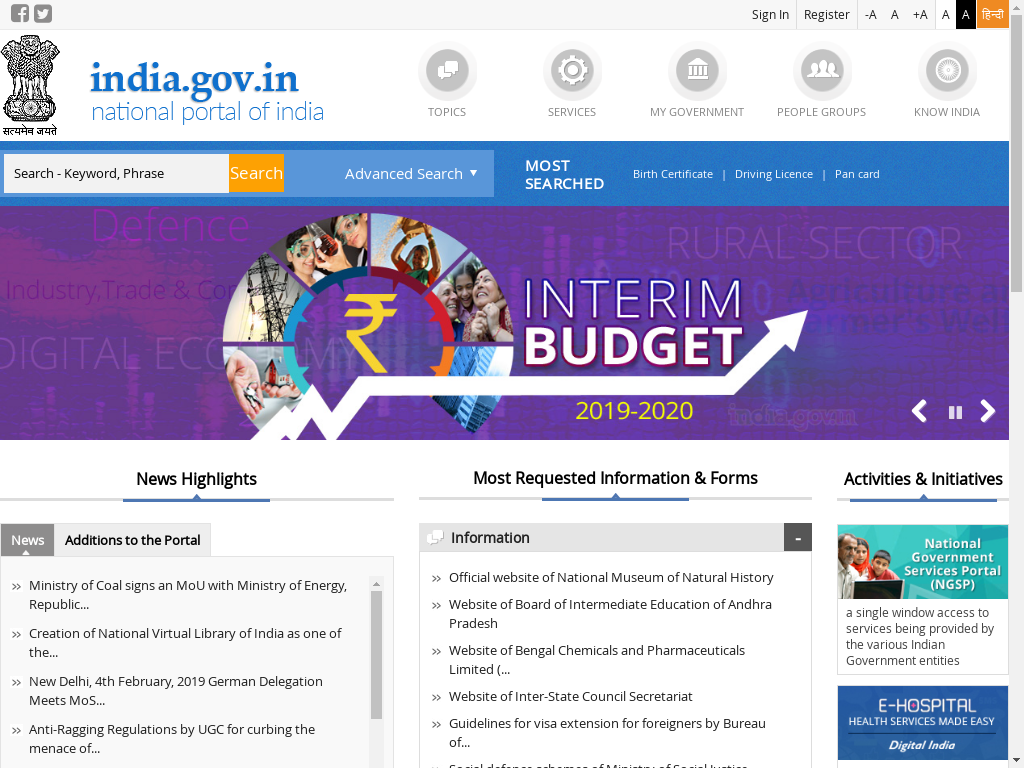 Sign In
Register
-A
A
+A
A
A
हिन्दी
सत्यमेव जयते
india.gov.in
national portal of india
TOPICS
SERVICES
MY GOVERNMENT
PEOPLE GROUPS
KNOW INDIA
Search - Keyword, Phrase
Search
Advanced Search
MOST
SEARCHED
Birth Certificate | Driving Licence | Pan card
Defence
RURAL SECTOR
Industry,Trade &
DIGITAL ECONOMY
₹
INTERIM
BUDGET
2019-2020
india.gov.in
News Highlights
News
Additions to the Portal
Ministry of Coal signs an MoU with Ministry of Energy,
Republic...
Creation of National Virtual Library of India as one of
the...
New Delhi, 4th February, 2019 German Delegation
Meets MoS...
Anti-Ragging Regulations by UGC for curbing the
menace of...
Most Requested Information & Forms
Information
-
Official website of National Museum of Natural History
Website of Board of Intermediate Education of Andhra
Pradesh
Website of Bengal Chemicals and Pharmaceuticals
Limited (...
Website of Inter-State Council Secretariat
Guidelines for visa extension for foreigners by Bureau
of...
Social defence schemes of Ministry of Social Justice
Activities & Initiatives
National
Government
Services Portal
(NGSP)
a single window access to
services being provided by
the various Indian
Government entities
E-HOSPITAL
HEALTH SERVICES MADE EASY
Digital India